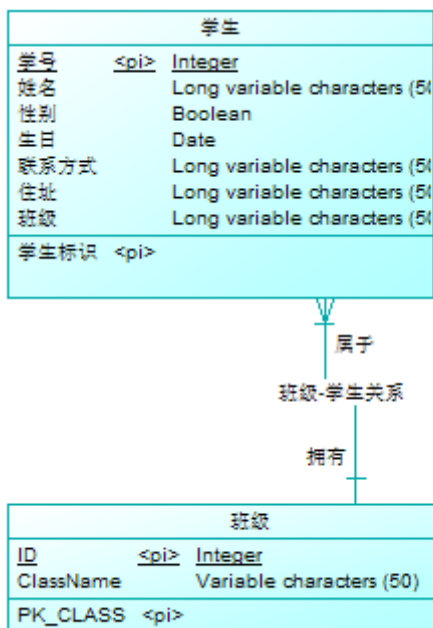 学生
学号 <pi> Integer
姓名 Long variable characters (50
性别 Boolean
生日 Date
联系方式 Long variable characters (50
住址 Long variable characters (50
班级 Long variable characters (50
学生标识 <pi>
属于
班级-学生关系
拥有
班级
ID <pi> Integer
ClassName Variable characters (50)
PK_CLASS <pi>